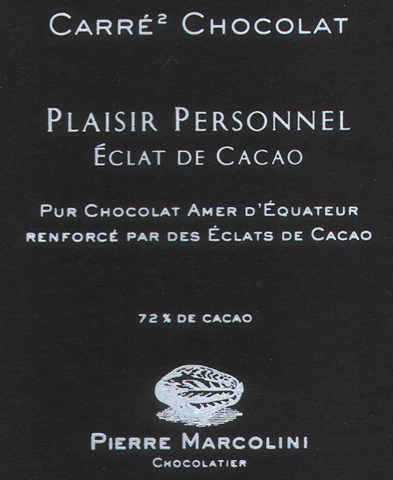 Carré² Chocolat
Plaisir Personnel
Éclat de Cacao
Pur Chocolat Amer d'Équateur
renforcé par des Éclats de Cacao
72% de cacao
Pierre Marcolini
Chocolatier